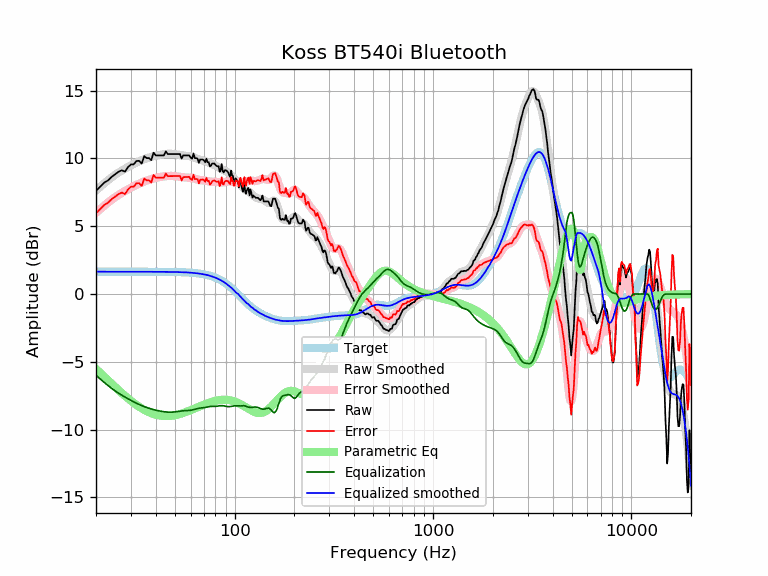 Koss BT540i Bluetooth
Amplitude (dBr)
15
10
5
0
−5
−10
−15
Target
Raw Smoothed
Error Smoothed
Raw
Error
Parametric Eq
Equalization
Equalized smoothed
100
1000
10000
Frequency (Hz)